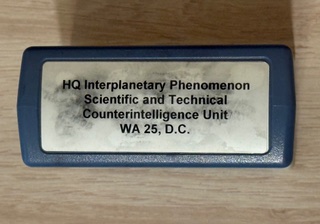 HQ Interplanetary Phenomenon
Scientific and Technical
Counterintelligence Unit
WA 25, D.C.